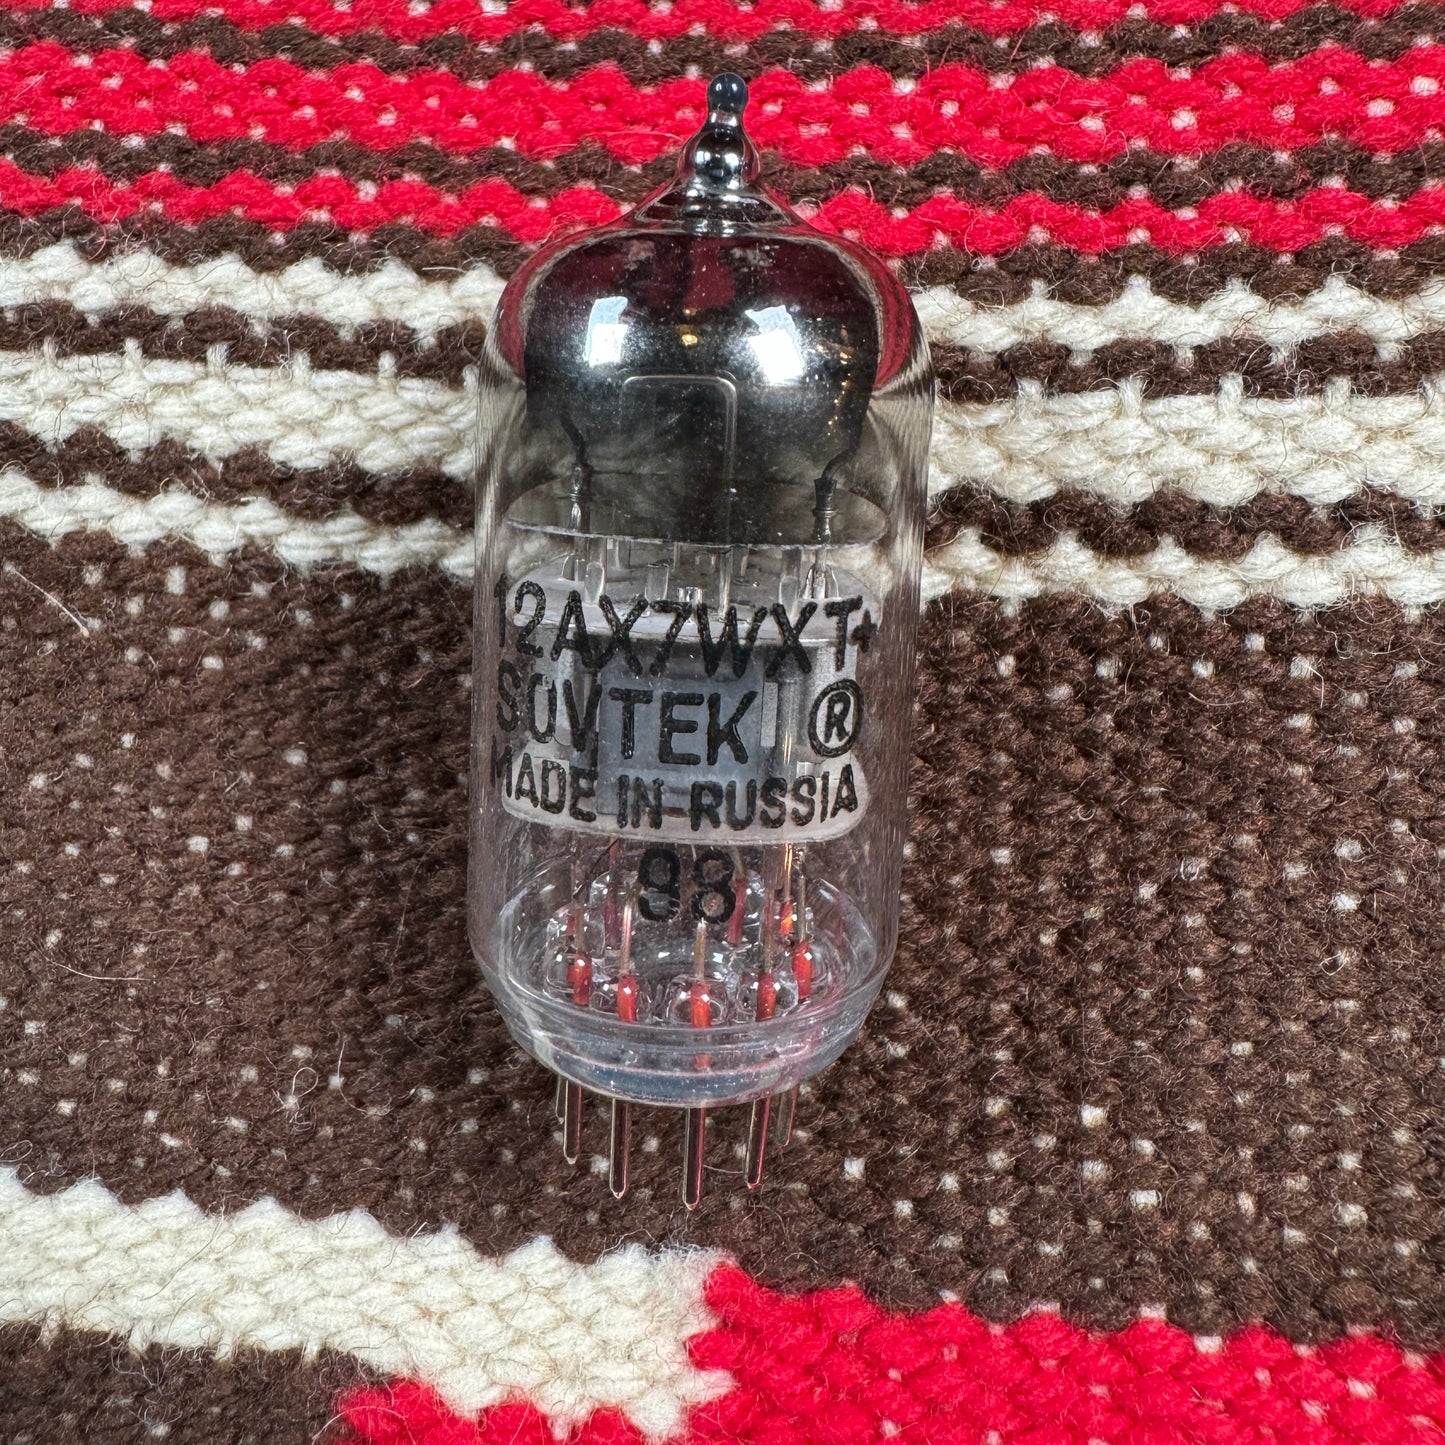 12AX7WXT+
SOVTEK ®
MADE IN RUSSIA
98